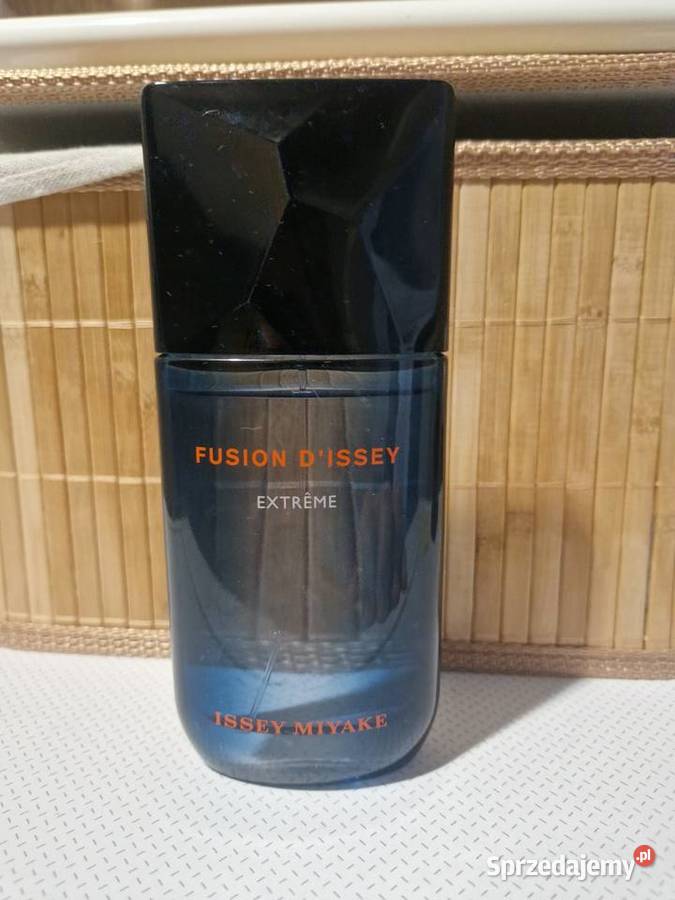 FUSION D'ISSEY
EXTRÊME
ISSEY MIYAKE
Sprzedajemy.pl